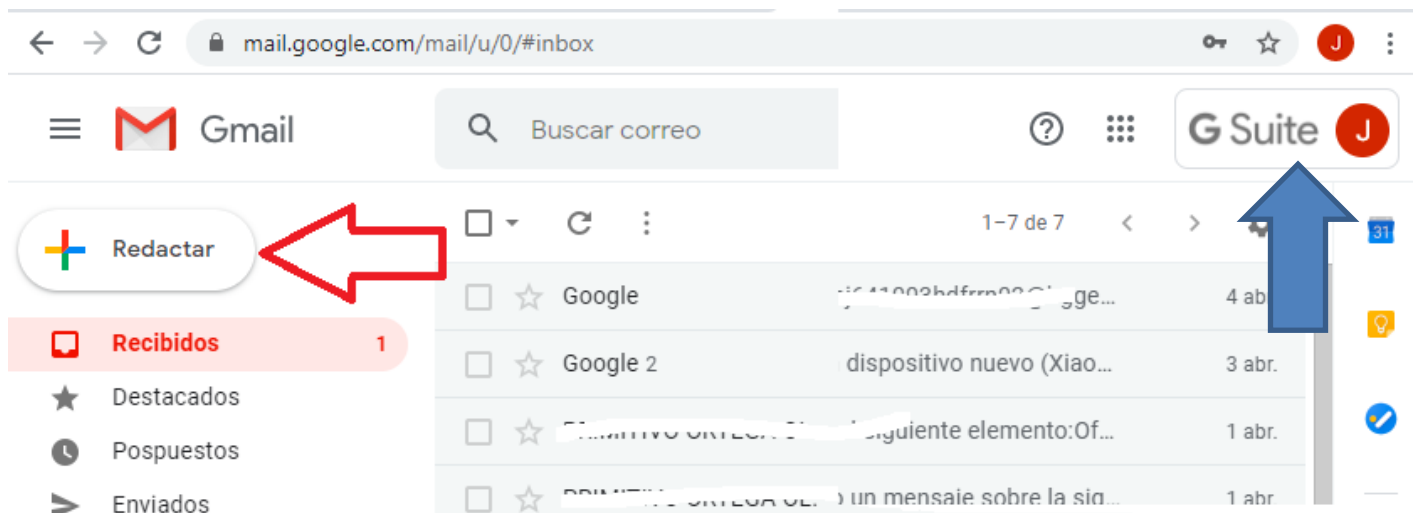 mail.google.com/mail/u/0/#inbox J
Gmail Buscar correo G Suite J
Redactar 1–7 de 7 31
Google gge... 4 ab
Recibidos 1
Google 2 dispositivo nuevo (Xiao... 3 abr.
Destacados
siguiente elemento:Of... 1 abr.
Pospuestos
Enviados un mensaje sobre la sig... 1 abr